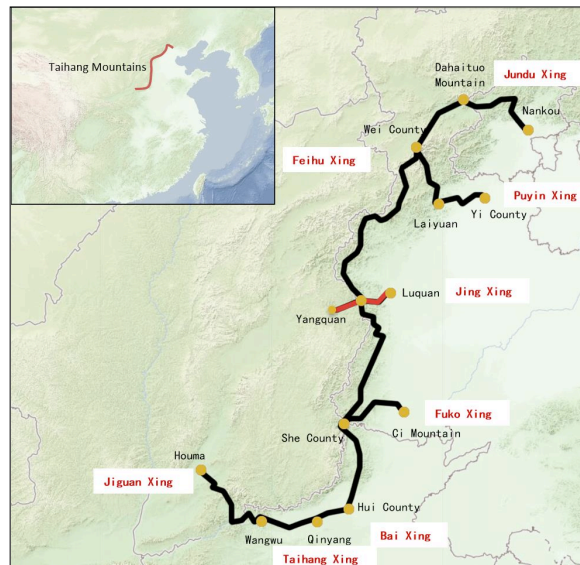 Taihang Mountains
Dahaituo
Mountain
Jundu Xing
Nankou
Wei County
Feihu Xing
Puyin Xing
Laiyuan
Yi County
Luquan
Jing Xing
Yangquan
Fuko Xing
She County
Ci Mountain
Houma
Jiguan Xing
Hui County
Wangwu
Qinyang
Bai Xing
Taihang Xing